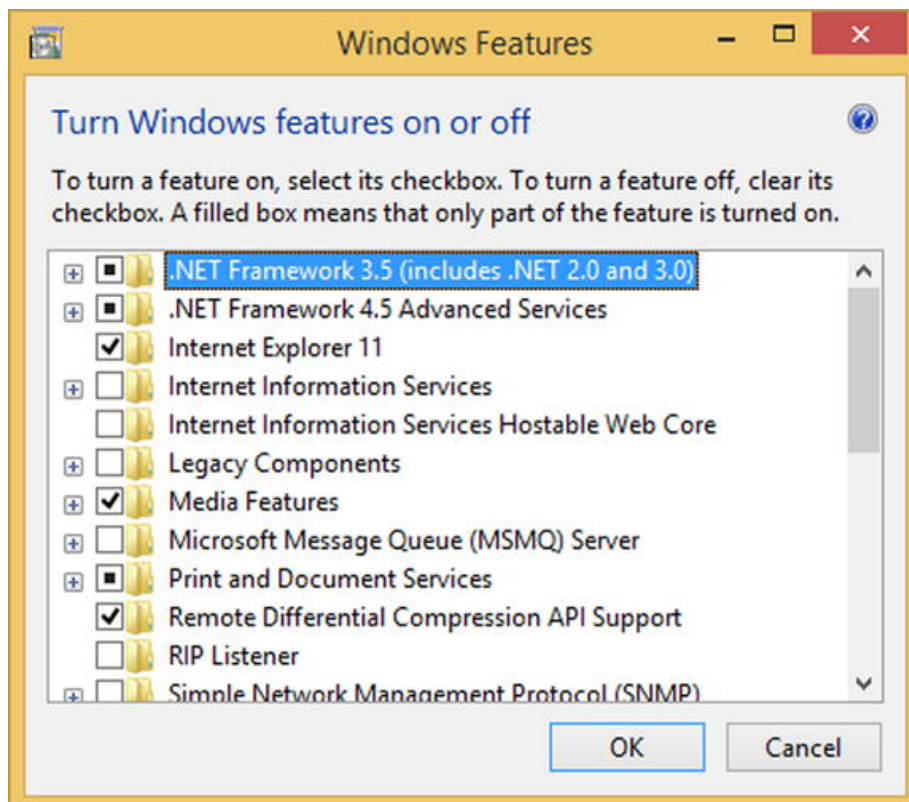 Windows Features
Turn Windows features on or off
To turn a feature on, select its checkbox. To turn a feature off, clear its
checkbox. A filled box means that only part of the feature is turned on.
.NET Framework 3.5 (includes .NET 2.0 and 3.0)
.NET Framework 4.5 Advanced Services
Internet Explorer 11
Internet Information Services
Internet Information Services Hostable Web Core
Legacy Components
Media Features
Microsoft Message Queue (MSMQ) Server
Print and Document Services
Remote Differential Compression API Support
RIP Listener
Simple Network Management Protocol (SNMP)
OK Cancel